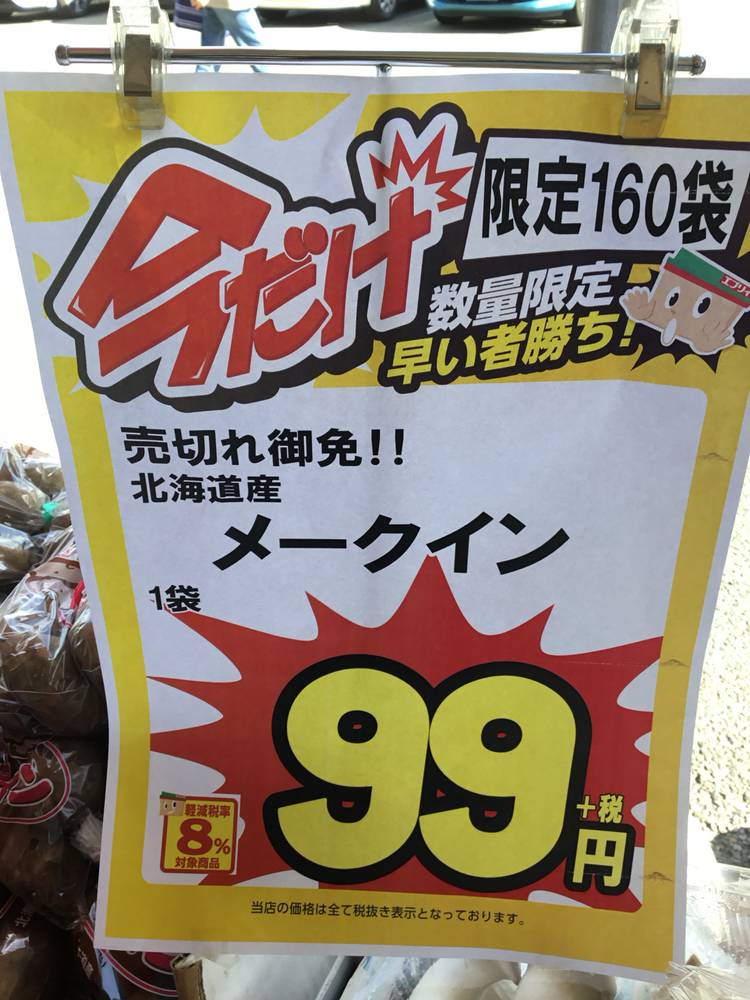 今だけ
限定160袋
数量限定
早い者勝ち!
売切れ御免!!
北海道産
メークイン
1袋
99
+税
円
軽減税率
8%
対象商品
当店の価格は全て税抜き表示となっております。